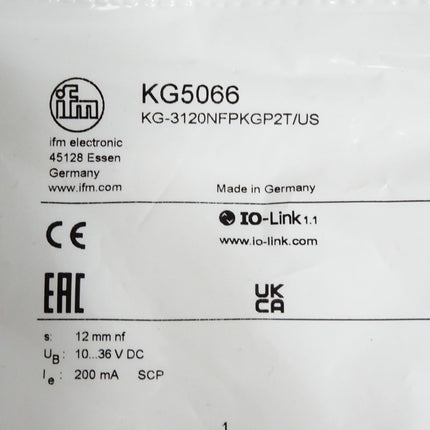 ifm
KG5066
KG-3120NFPKGP2T/US
ifm electronic
45128 Essen
Germany
www.ifm.com
Made in Germany
CE
IO-Link 1.1
www.io-link.com
EAC
UK
CA
s: 12 mm nf
UB: 10...36 V DC
Ie: 200 mA SCP
1